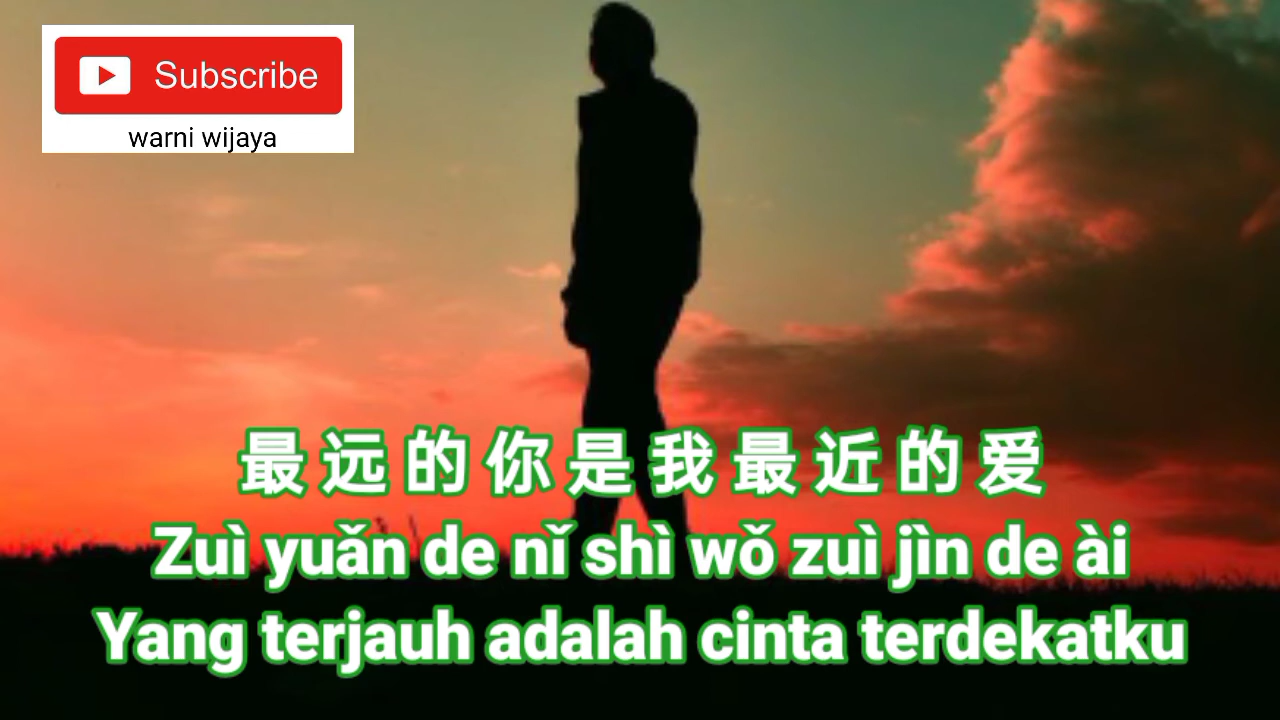 Subscribe
warni wijaya
最远的你是我最近的爱
Zuì yuǎn de nǐ shì wǒ zuì jìn de ài
Yang terjauh adalah cinta terdekatku